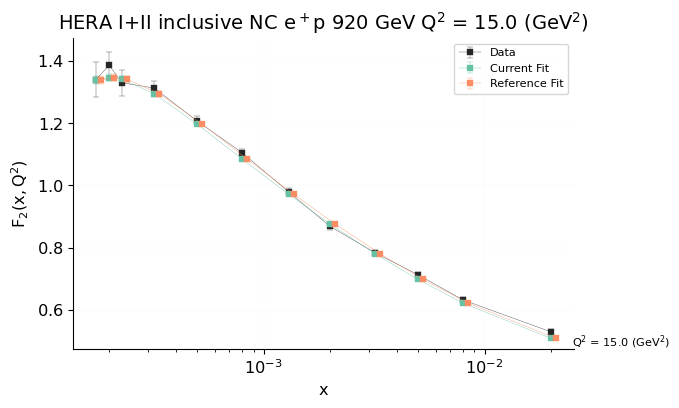 HERA I+II inclusive NC e⁺p 920 GeV Q² = 15.0 (GeV²)
Data
Current Fit
Reference Fit
F₂(x, Q²)
1.4
1.2
1.0
0.8
0.6
Q² = 15.0 (GeV²)
10⁻³
10⁻²
x